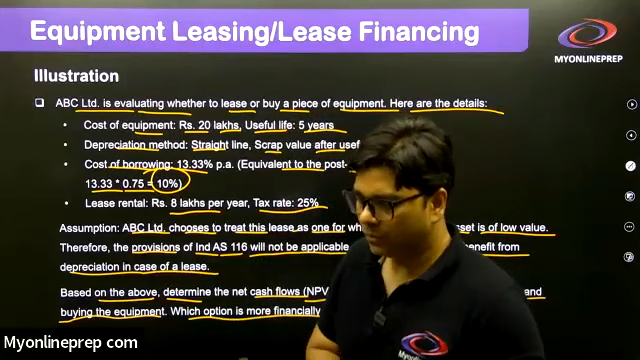 Equipment Leasing/Lease Financing
MYONLINEPREP
Illustration
ABC Ltd. is evaluating whether to lease or buy a piece of equipment. Here are the details:
• Cost of equipment: Rs. 20 lakhs, Useful life: 5 years
• Depreciation method: Straight line, Scrap value after usef
• Cost of borrowing: 13.33% p.a. (Equivalent to the post-
13.33 * 0.75 = 10%)
• Lease rental: Rs. 8 lakhs per year, Tax rate: 25%
Assumption: ABC Ltd. chooses to treat this lease as one for wh set is of low value.
Therefore, the provisions of Ind AS 116 will not be applicable enefit from
depreciation in case of a lease.
Based on the above, determine the net cash flows (NPV and
buying the equipment. Which option is more financially
MYONLINEPREP
Myonlineprep com